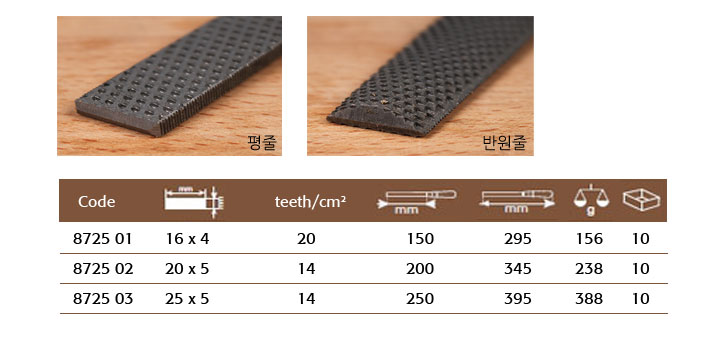 평줄
반원줄
Code mm mm teeth/cm² mm mm g
8725 01 16 x 4 20 150 295 156 10
8725 02 20 x 5 14 200 345 238 10
8725 03 25 x 5 14 250 395 388 10